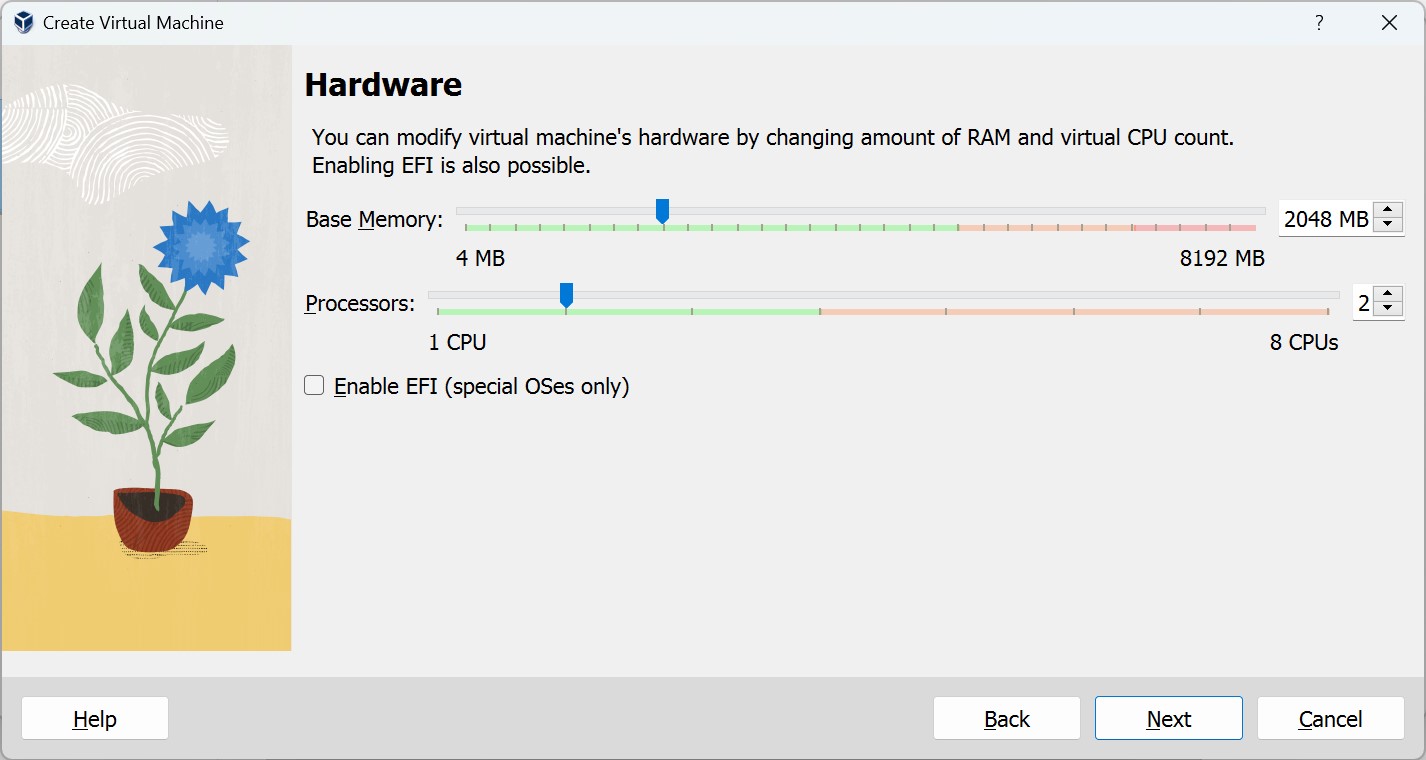 Create Virtual Machine
?
Hardware
You can modify virtual machine's hardware by changing amount of RAM and virtual CPU count.
Enabling EFI is also possible.
Base Memory: 2048 MB
4 MB 8192 MB
Processors: 2
1 CPU 8 CPUs
Enable EFI (special OSes only)
Help Back Next Cancel